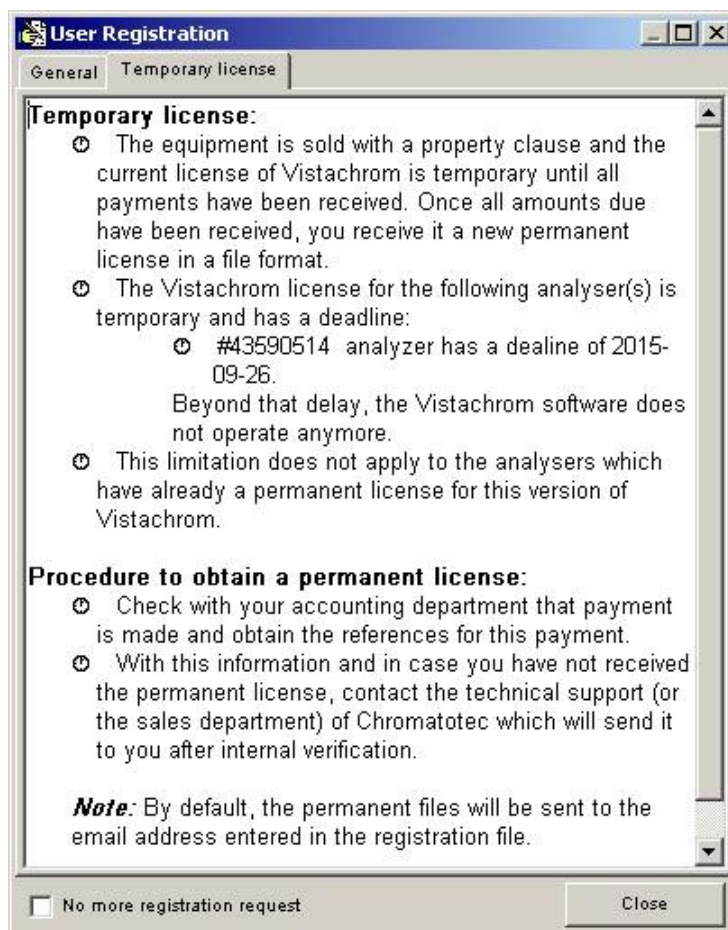 User Registration
General Temporary license
Temporary license:
The equipment is sold with a property clause and the
current license of Vistachrom is temporary until all
payments have been received. Once all amounts due
have been received, you receive it a new permanent
license in a file format.
The Vistachrom license for the following analyser(s) is
temporary and has a deadline:
#43590514 analyzer has a dealine of 2015-
09-26.
Beyond that delay, the Vistachrom software does
not operate anymore.
This limitation does not apply to the analysers which
have already a permanent license for this version of
Vistachrom.
Procedure to obtain a permanent license:
Check with your accounting department that payment
is made and obtain the references for this payment.
With this information and in case you have not received
the permanent license, contact the technical support (or
the sales department) of Chromatotec which will send it
to you after internal verification.
Note: By default, the permanent files will be sent to the
email address entered in the registration file.
No more registration request
Close